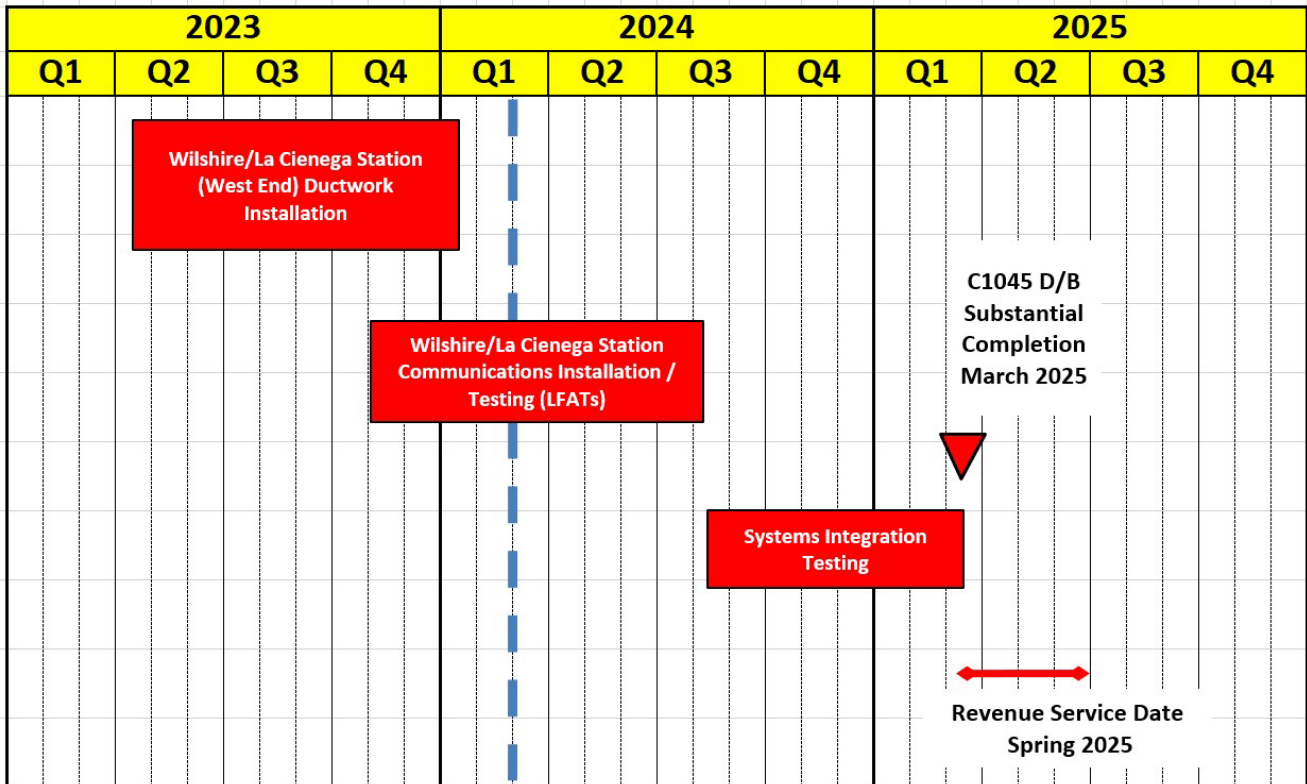 2023 2024 2025
Q1 Q2 Q3 Q4 Q1 Q2 Q3 Q4 Q1 Q2 Q3 Q4
Wilshire/La Cienega Station
(West End) Ductwork
Installation
Wilshire/La Cienega Station
Communications Installation /
Testing (LFATs)
C1045 D/B
Substantial
Completion
March 2025
Systems Integration
Testing
Revenue Service Date
Spring 2025